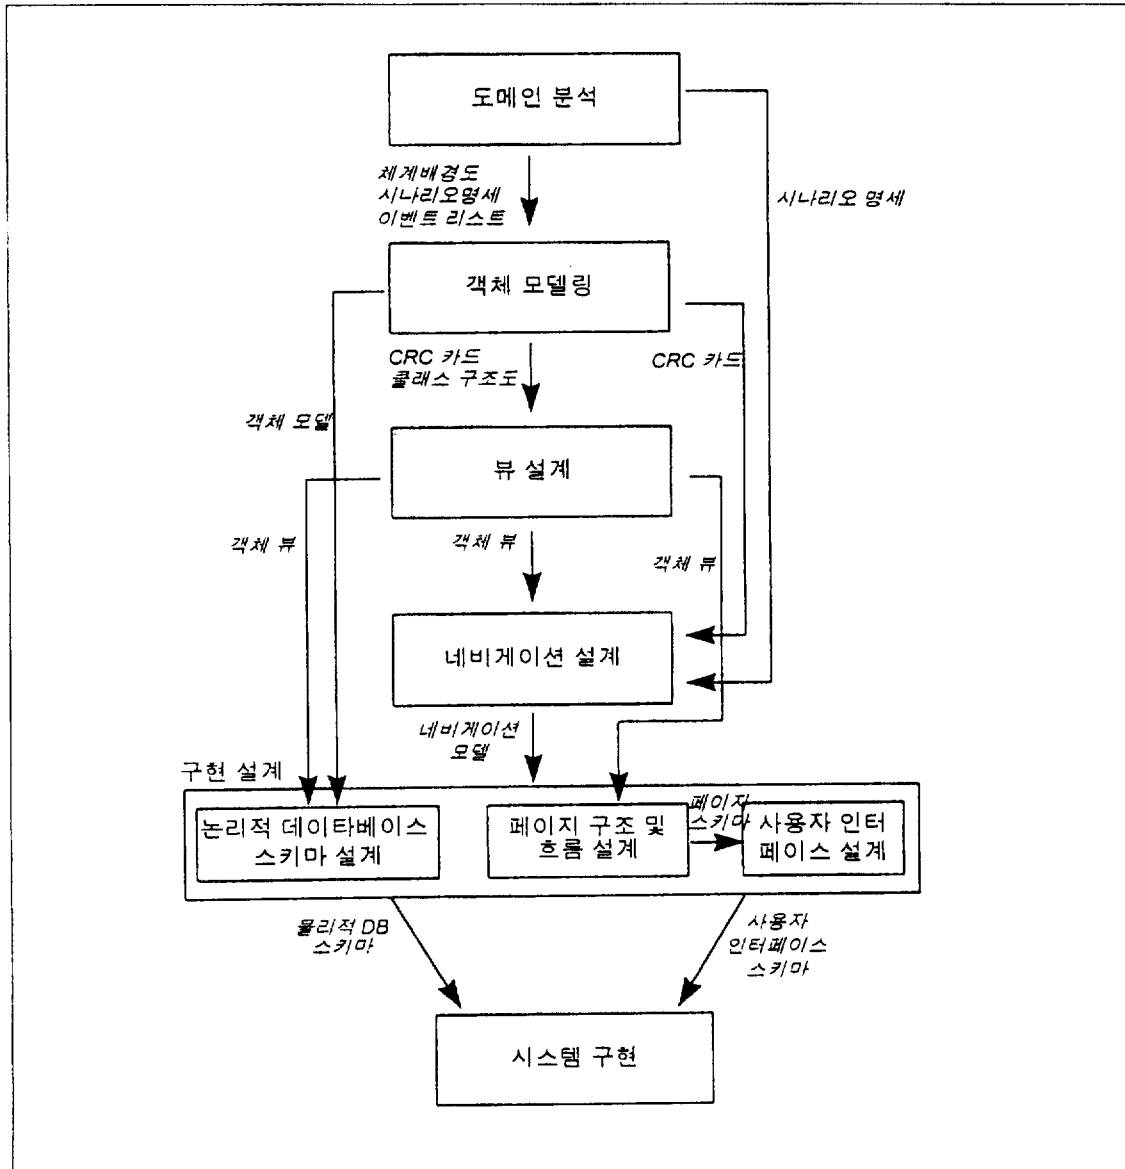 도메인 분석
체계배경도
시나리오명세
이벤트 리스트
시나리오 명세
객체 모델링
CRC 카드
클래스 구조도
CRC 카드
객체 모델
뷰 설계
객체 뷰
객체 뷰
객체 뷰
네비게이션 설계
네비게이션
모델
구현 설계
논리적 데이타베이스
스키마 설계
페이지 구조 및
흐름 설계
페이지
스키마
사용자 인터
페이스 설계
물리적 DB
스키마
사용자
인터페이스
스키마
시스템 구현